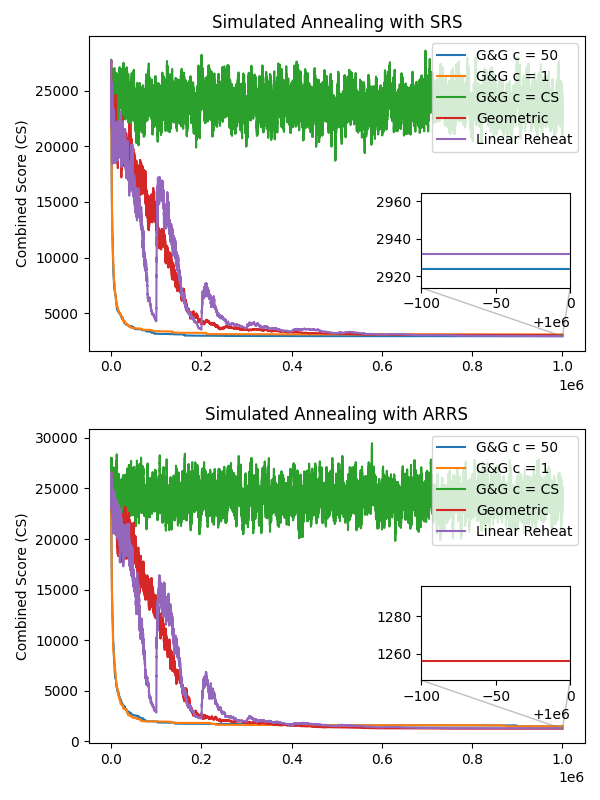 Simulated Annealing with SRS
Combined Score (CS)
25000
20000
15000
10000
5000
G&G c = 50
G&G c = 1
G&G c = CS
Geometric
Linear Reheat
2960
2940
2920
−100 −50 0
+1e6
0.0 0.2 0.4 0.6 0.8 1.0
1e6
Simulated Annealing with ARRS
Combined Score (CS)
30000
25000
20000
15000
10000
5000
0
G&G c = 50
G&G c = 1
G&G c = CS
Geometric
Linear Reheat
1280
1260
−100 −50 0
+1e6
0.0 0.2 0.4 0.6 0.8 1.0
1e6